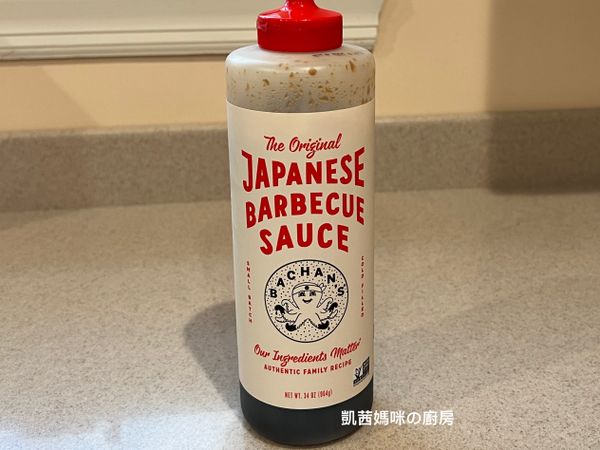 The Original
JAPANESE
BARBECUE
SAUCE
SMALL BATCH
BACHAN'S
COLD FILLED
Our Ingredients Matter
AUTHENTIC FAMILY RECIPE
NET WT. 34 OZ (964g)
凱茜媽咪の廚房